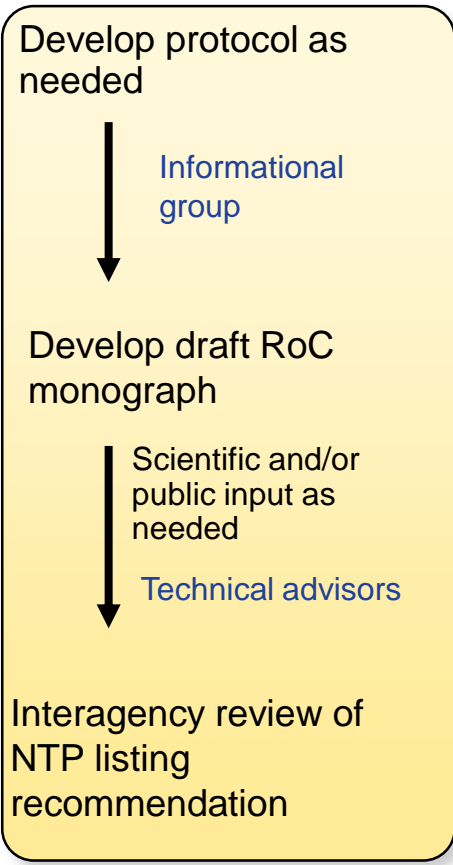 Develop protocol as
needed
Informational
group
Develop draft RoC
monograph
Scientific and/or
public input as
needed
Technical advisors
Interagency review of
NTP listing
recommendation